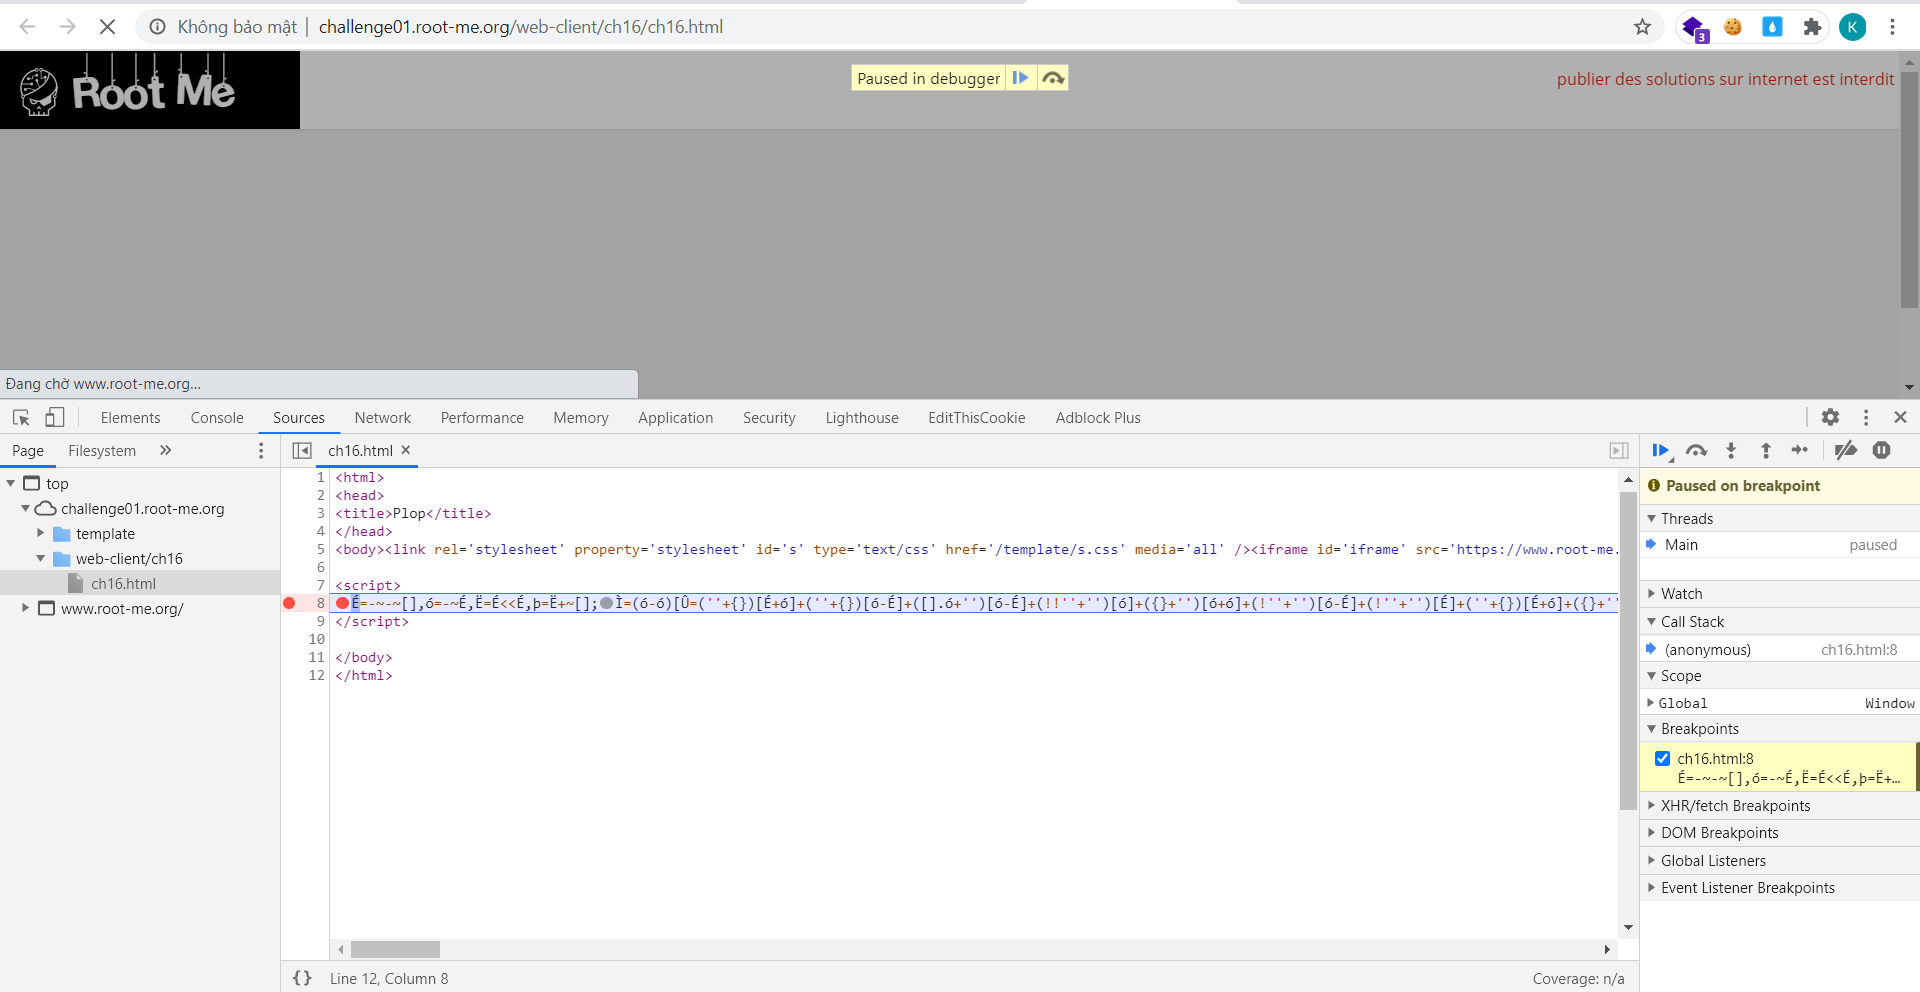 Không bảo mật | challenge01.root-me.org/web-client/ch16/ch16.html
3
K
Root Me
Paused in debugger
publier des solutions sur internet est interdit
Đang chờ www.root-me.org...
Elements Console Sources Network Performance Memory Application Security Lighthouse EditThisCookie Adblock Plus
Page Filesystem
ch16.html
top
challenge01.root-me.org
template
web-client/ch16
ch16.html
www.root-me.org/
1 <html>
2 <head>
3 <title>Plop</title>
4 </head>
5 <body><link rel='stylesheet' property='stylesheet' id='s' type='text/css' href='/template/s.css' media='all' /><iframe id='iframe' src='https://www.root-me.
6
7 <script>
8 É=-~-~[],ó=-~É,Ë=É<<É,þ=Ë+~[];Ì=(ó-ó)[Û=(''+{})[É+ó]+(''+{})[ó-É]+([].ó+'')[ó-É]+(!!''+'')[ó]+({}+'')[ó+ó]+(!''+'')[ó-É]+(!''+'')[É]+(''+{})[É+ó]+({}+''
9 </script>
10
11 </body>
12 </html>
{} Line 12, Column 8
Coverage: n/a
Paused on breakpoint
Threads
Main paused
Watch
Call Stack
(anonymous) ch16.html:8
Scope
Global Window
Breakpoints
ch16.html:8
É=-~-~[],ó=-~É,Ë=É<<É,þ=Ë+…
XHR/fetch Breakpoints
DOM Breakpoints
Global Listeners
Event Listener Breakpoints